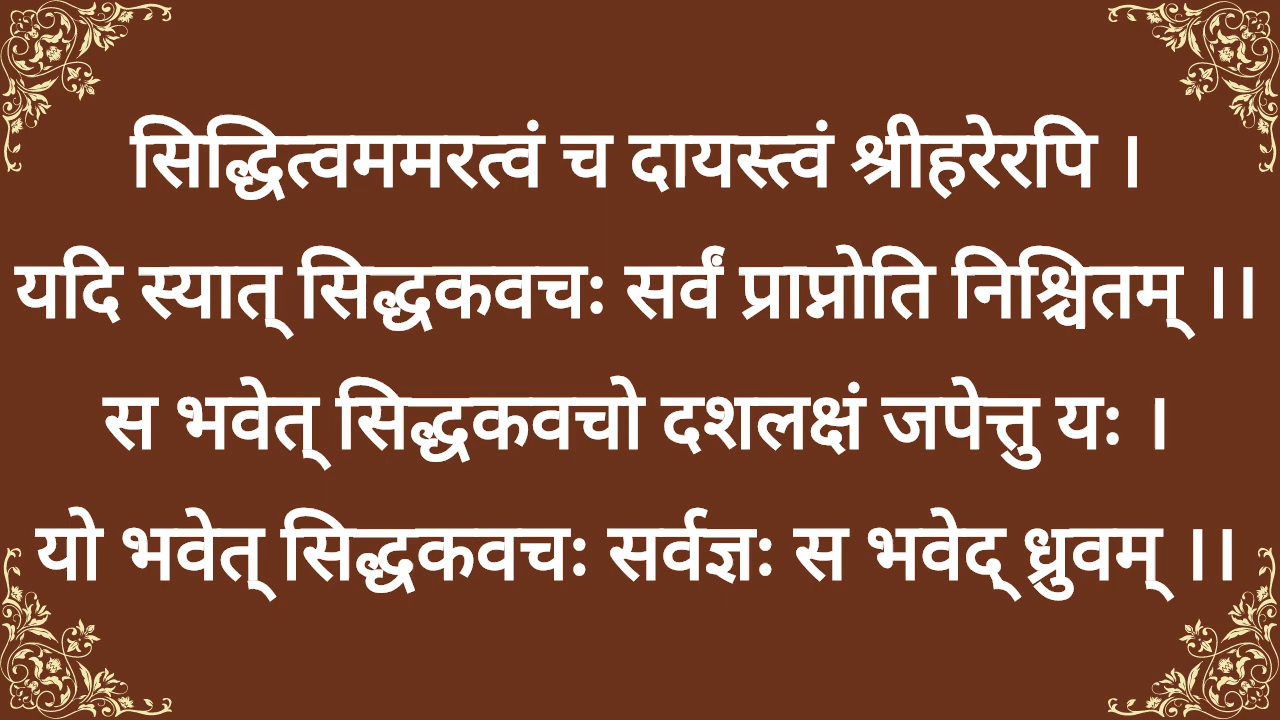 सिद्धित्वममरत्वं च दायस्त्वं श्रीहरेरपि ।
यदि स्यात् सिद्धकवचः सर्वं प्राप्नोति निश्चितम् ।।
स भवेत् सिद्धकवचो दशलक्षं जपेत्तु यः ।
यो भवेत् सिद्धकवचः सर्वज्ञः स भवेद् ध्रुवम् ।।